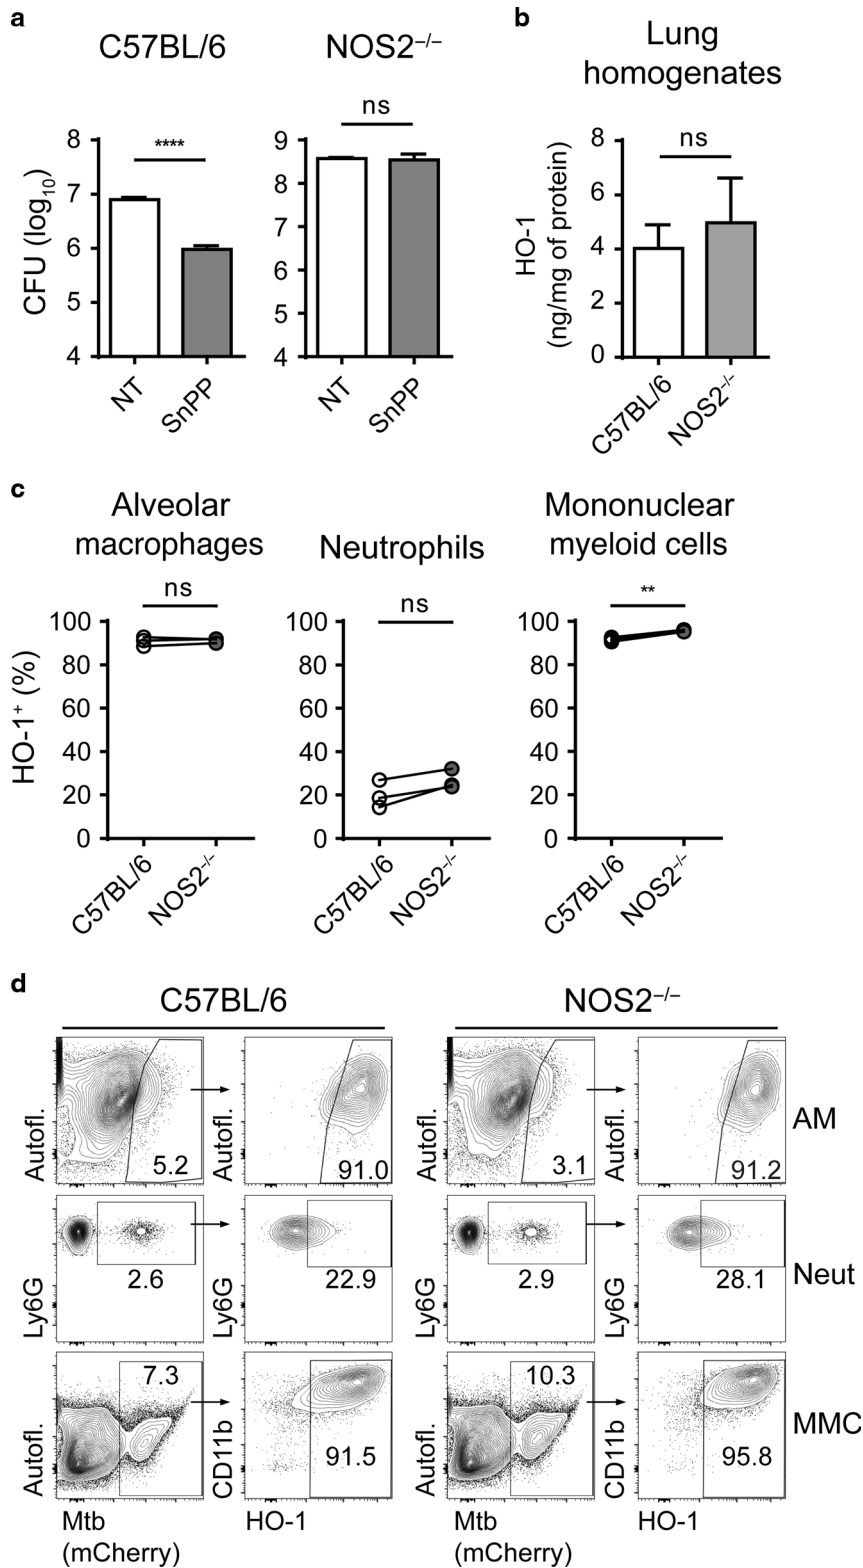 a
C57BL/6
NOS2–/–
CFU (log10)
8
7
6
5
4
****
NT
SnPP
9
8
7
6
5
4
ns
NT
SnPP
b
Lung
homogenates
HO-1
(ng/mg of protein)
8
6
4
2
0
ns
C57BL/6
NOS2–/–
c
Alveolar
macrophages
HO-1+ (%)
100
80
60
40
20
0
ns
C57BL/6
NOS2–/–
Neutrophils
100
80
60
40
20
0
ns
C57BL/6
NOS2–/–
Mononuclear
myeloid cells
100
80
60
40
20
0
**
C57BL/6
NOS2–/–
d
C57BL/6
NOS2–/–
Autofl.
5.2
Autofl.
91.0
Autofl.
3.1
Autofl.
91.2
AM
Ly6G
2.6
Ly6G
22.9
Ly6G
2.9
Ly6G
28.1
Neut
Autofl.
7.3
CD11b
91.5
Autofl.
10.3
CD11b
95.8
MMC
Mtb
(mCherry)
HO-1
Mtb
(mCherry)
HO-1